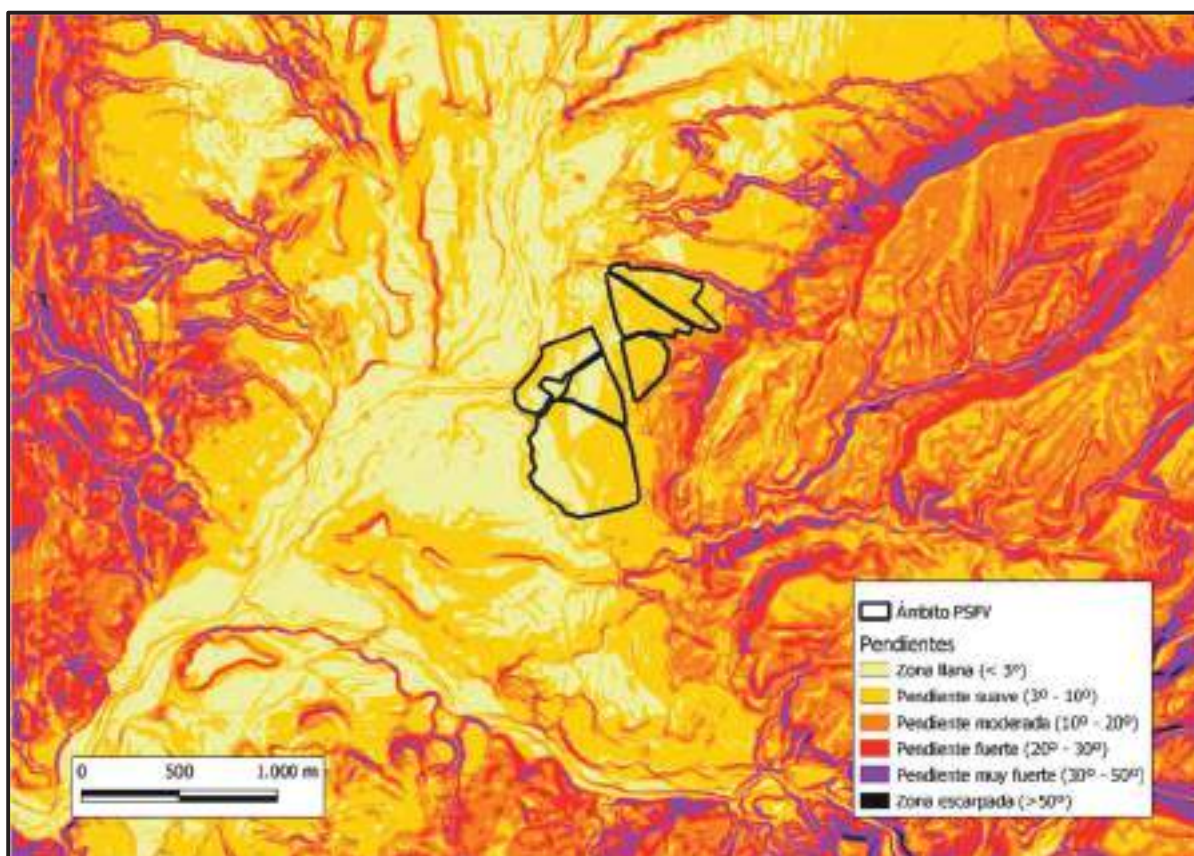 Ámbito PSFV
Pendientes
Zona llana (< 3º)
Pendiente suave (3º - 10º)
Pendiente moderada (10º - 20º)
Pendiente fuerte (20º - 30º)
Pendiente muy fuerte (30º - 50º)
Zona escarpada (>50º)
0 500 1.000 m